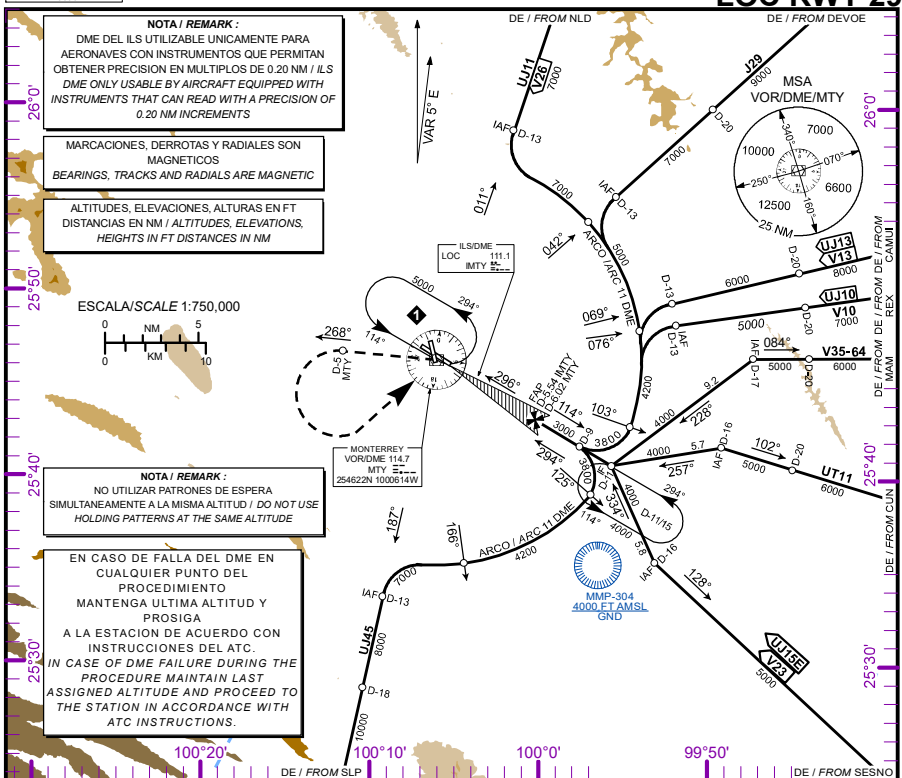 LOC RWY 29
NOTA / REMARK :
DME DEL ILS UTILIZABLE UNICAMENTE PARA
AERONAVES CON INSTRUMENTOS QUE PERMITAN
OBTENER PRECISION EN MULTIPLOS DE 0.20 NM / ILS
DME ONLY USABLE BY AIRCRAFT EQUIPPED WITH
INSTRUMENTS THAT CAN READ WITH A PRECISION OF
0.20 NM INCREMENTS
MARCACIONES, DERROTAS Y RADIALES SON
MAGNETICOS
BEARINGS, TRACKS AND RADIALS ARE MAGNETIC
ALTITUDES, ELEVACIONES, ALTURAS EN FT
DISTANCIAS EN NM / ALTITUDES, ELEVATIONS,
HEIGHTS IN FT DISTANCES IN NM
ESCALA/SCALE 1:750,000
0 NM 5
0 KM 10
VAR 5° E
DE / FROM NLD
UJ11
V26
7000
IAF D-13
7000
011°
042°
DE / FROM DEVOE
J29
9000
D-20
7000
IAF D-13
5000
ARCO /ARC 11 DME
MSA
VOR/DME/MTY
340°
7000
070°
10000
250°
6600
160°
12500
25 NM
26°0'
26°0'
25°50'
25°50'
25°40'
25°40'
25°30'
25°30'
DE / FROM CAMUI
UJ13
V13
8000
D-20
6000
D-13
069°
DE / FROM REX
UJ10
V10
7000
D-20
5000
IAF
D-13
076°
DE / FROM MAM
V35-64
084°
5000
6000
IAF D-17
D-20
9.2
4000
228°
4200
ILS/DME
LOC 111.1
IMTY
5000
294°
1
114°
268°
D-5
MTY
296°
FAP
D-5.54 IMTY
D-6.02 MTY
114°
3000
D-9
103°
3800
3800
294°
125°
IF
D-11
MONTERREY
VOR/DME 114.7
MTY
254622N 1000614W
4000
5.7
IAF D-16
257°
102°
5000
D-20
UT11
6000
DE / FROM CUN
4000
334°
5.8
294°
D-11/15
114°
4000
IAF D-16
128°
UJ15E
V23
5000
DE / FROM SESNO
NOTA / REMARK :
NO UTILIZAR PATRONES DE ESPERA
SIMULTANEAMENTE A LA MISMA ALTITUD / DO NOT USE
HOLDING PATTERNS AT THE SAME ALTITUDE
EN CASO DE FALLA DEL DME EN
CUALQUIER PUNTO DEL
PROCEDIMIENTO
MANTENGA ULTIMA ALTITUD Y
PROSIGA
A LA ESTACION DE ACUERDO CON
INSTRUCCIONES DEL ATC.
IN CASE OF DME FAILURE DURING THE
PROCEDURE MAINTAIN LAST
ASSIGNED ALTITUDE AND PROCEED TO
THE STATION IN ACCORDANCE WITH
ATC INSTRUCTIONS.
187°
166°
ARCO / ARC 11 DME
4200
7000
IAF D-13
UJ45
8000
D-18
10000
DE / FROM SLP
MMP-304
4000 FT AMSL
GND
100°20'
100°10'
100°0'
99°50'